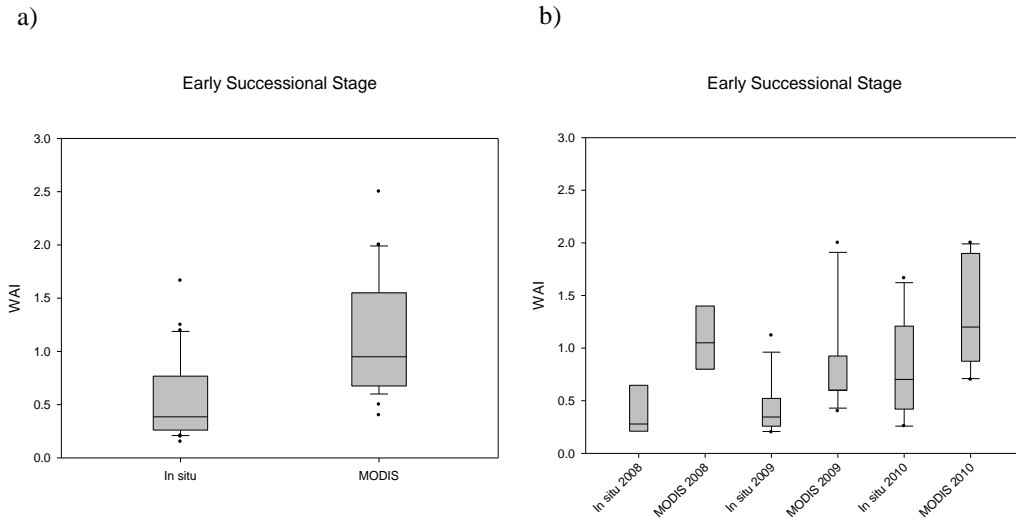 a)
Early Successional Stage
WAI
3.0
2.5
2.0
1.5
1.0
0.5
0.0
In situ
MODIS
b)
Early Successional Stage
WAI
3.0
2.5
2.0
1.5
1.0
0.5
0.0
In situ 2008
MODIS 2008
In situ 2009
MODIS 2009
In situ 2010
MODIS 2010